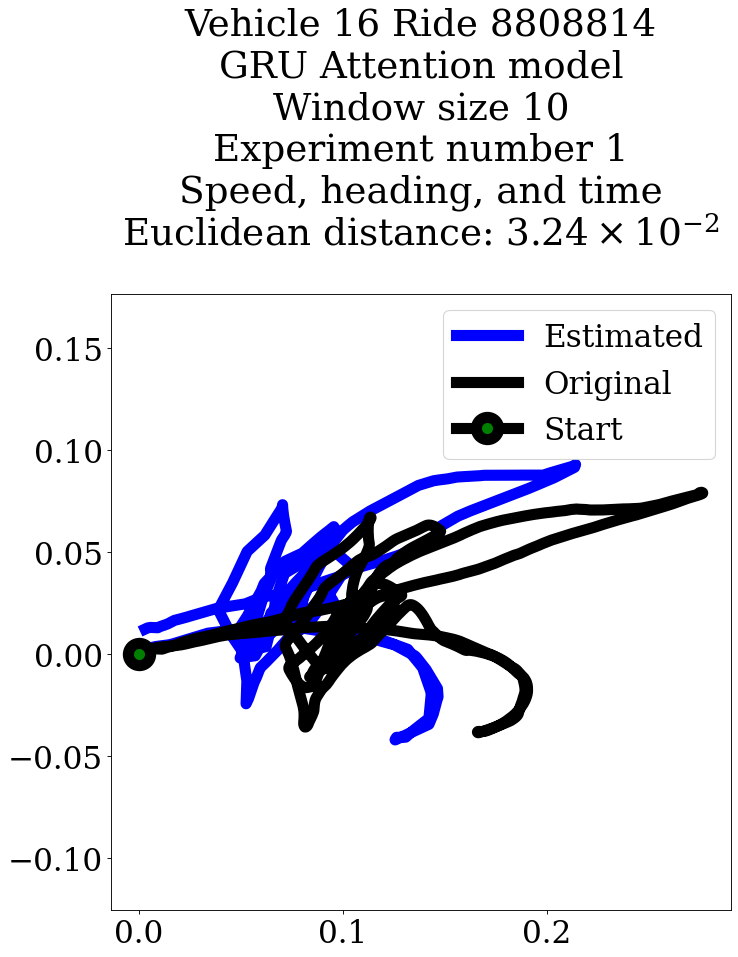 Vehicle 16 Ride 8808814
GRU Attention model
Window size 10
Experiment number 1
Speed, heading, and time
Euclidean distance: 3.24 × 10⁻²
Estimated
Original
Start
0.15
0.10
0.05
0.00
−0.05
−0.10
0.0 0.1 0.2